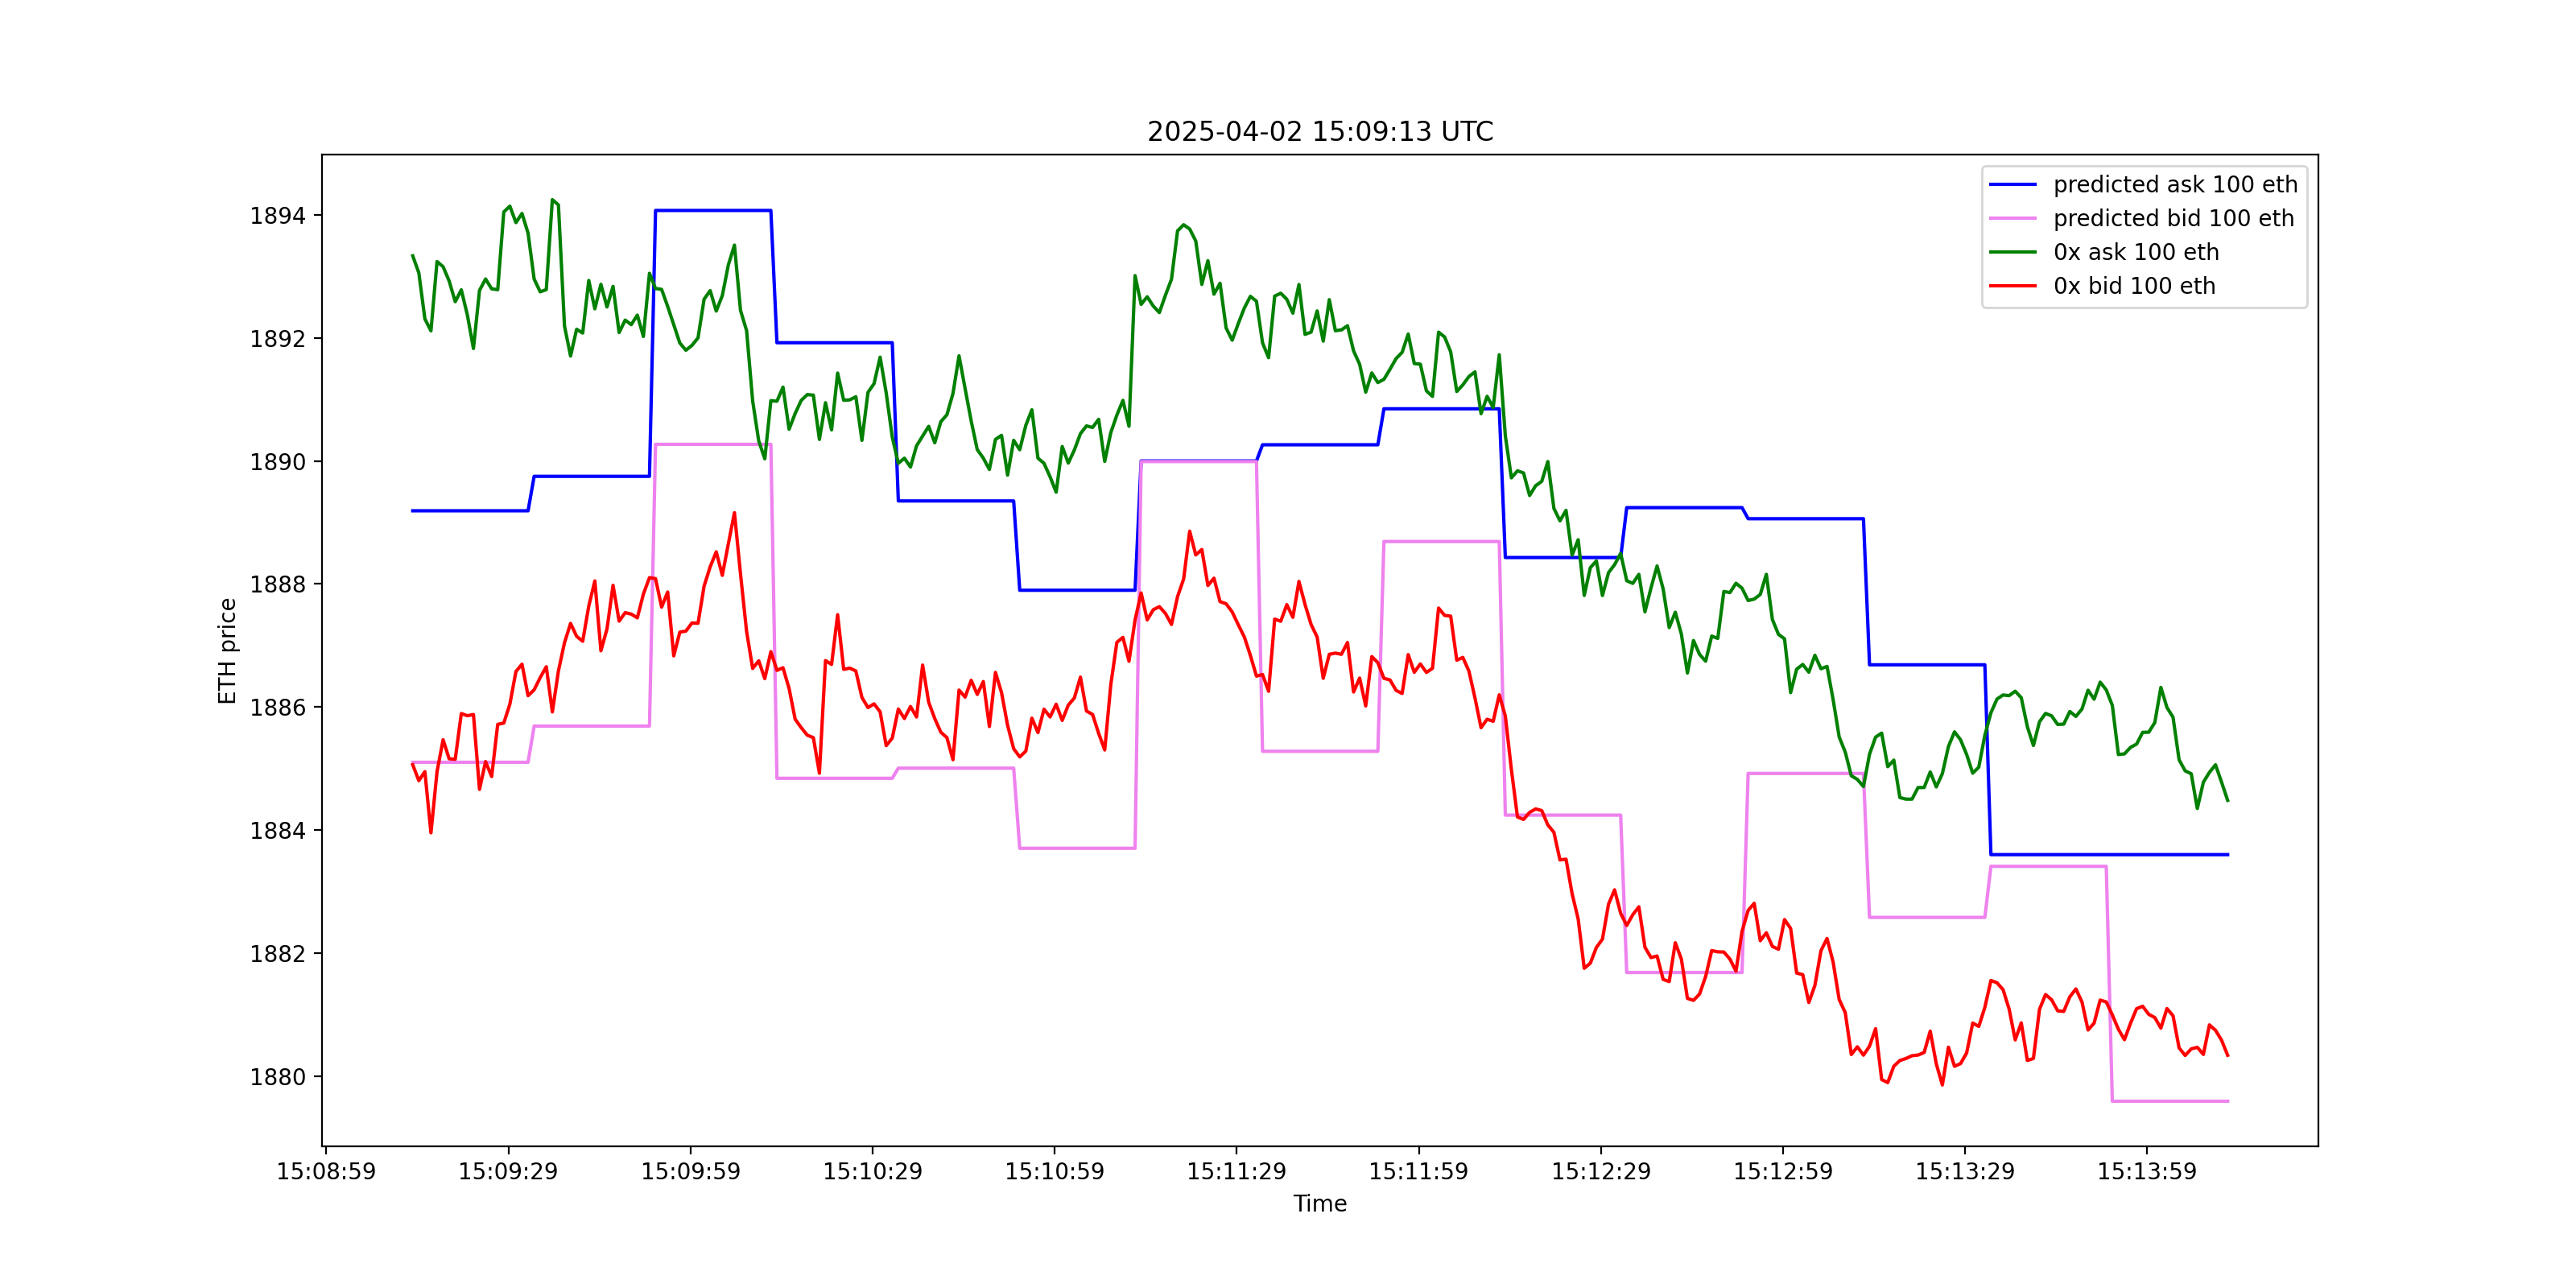 2025-04-02 15:09:13 UTC
predicted ask 100 eth
predicted bid 100 eth
0x ask 100 eth
0x bid 100 eth
ETH price
1894
1892
1890
1888
1886
1884
1882
1880
15:08:59 15:09:29 15:09:59 15:10:29 15:10:59 15:11:29 15:11:59 15:12:29 15:12:59 15:13:29 15:13:59
Time